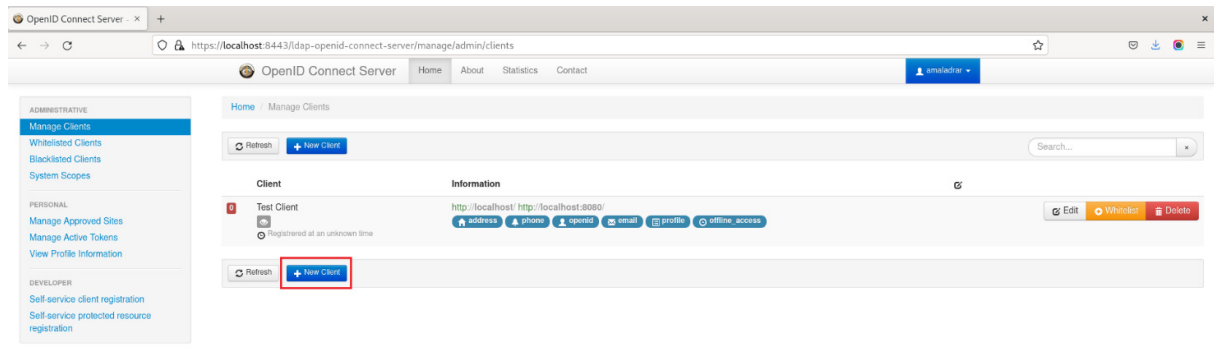 OpenID Connect Server -
https://localhost:8443/ldap-openid-connect-server/manage/admin/clients
OpenID Connect Server Home About Statistics Contact amaladrar
ADMINISTRATIVE
Manage Clients
Whitelisted Clients
Blacklisted Clients
System Scopes
PERSONAL
Manage Approved Sites
Manage Active Tokens
View Profile Information
DEVELOPER
Self-service client registration
Self-service protected resource
registration
Home / Manage Clients
Refresh New Client Search...
Client Information
0 Test Client http://localhost/ http://localhost:8080/
address phone openid email profile offline_access
Registered at an unknown time
Edit Whitelist Delete
Refresh New Client